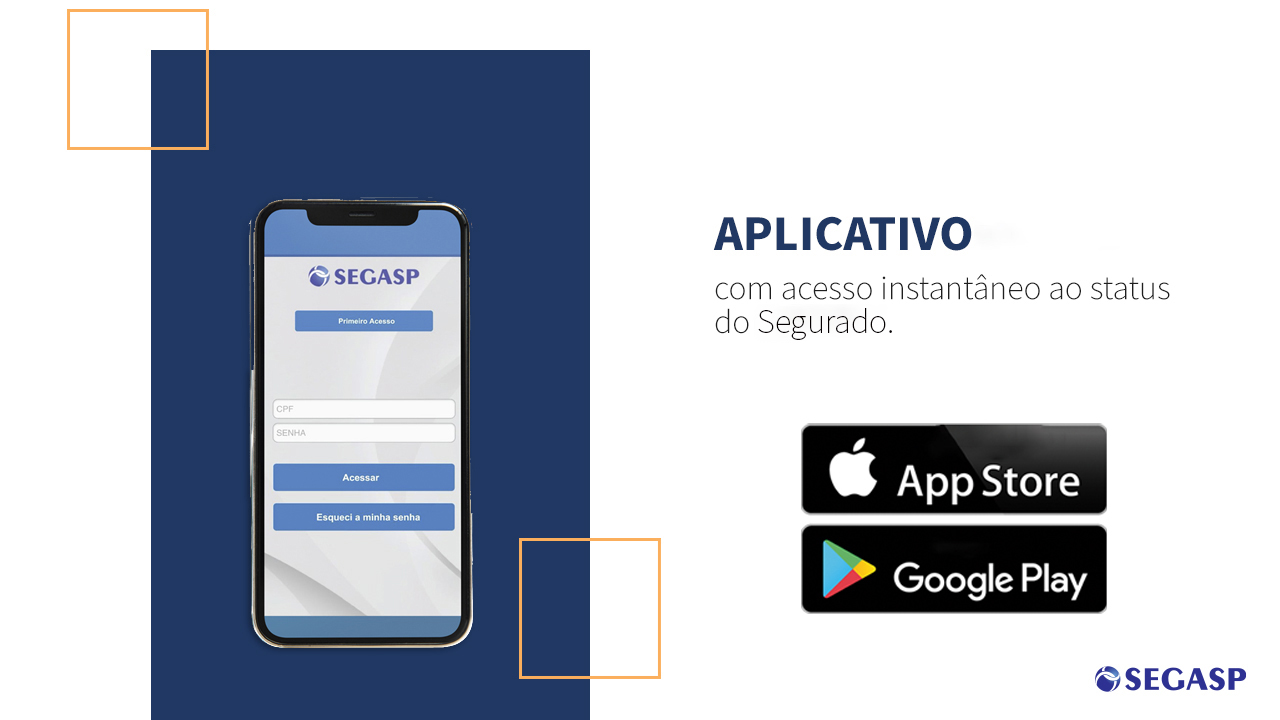 SEGASP
Primeiro Acesso
CPF
SENHA
Acessar
Esqueci a minha senha
APLICATIVO
com acesso instantâneo ao status
do Segurado.
App Store
Google Play
SEGASP